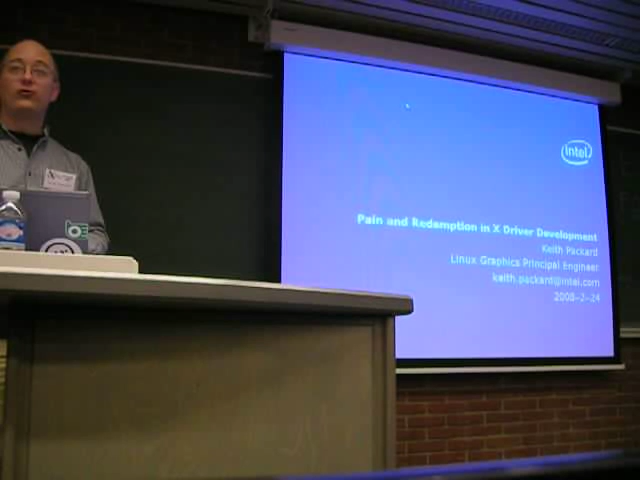 intel
Pain and Redemption in X Driver Development
Keith Packard
Linux Graphics Principal Engineer
keith.packard@intel.com
2008-2-24